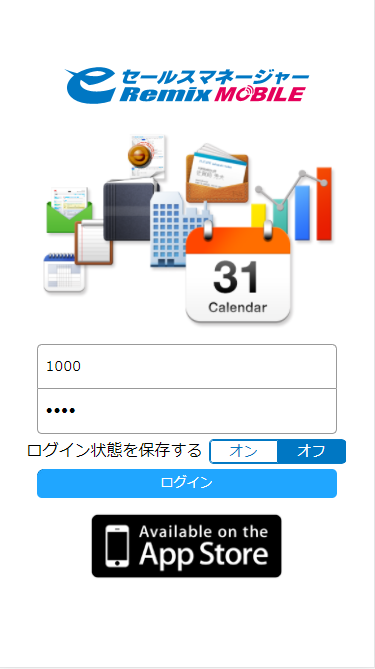 eセールスマネージャー
Remix MOBILE
31
Calendar
1000
••••
ログイン状態を保存する オン オフ
ログイン
Available on the
App Store